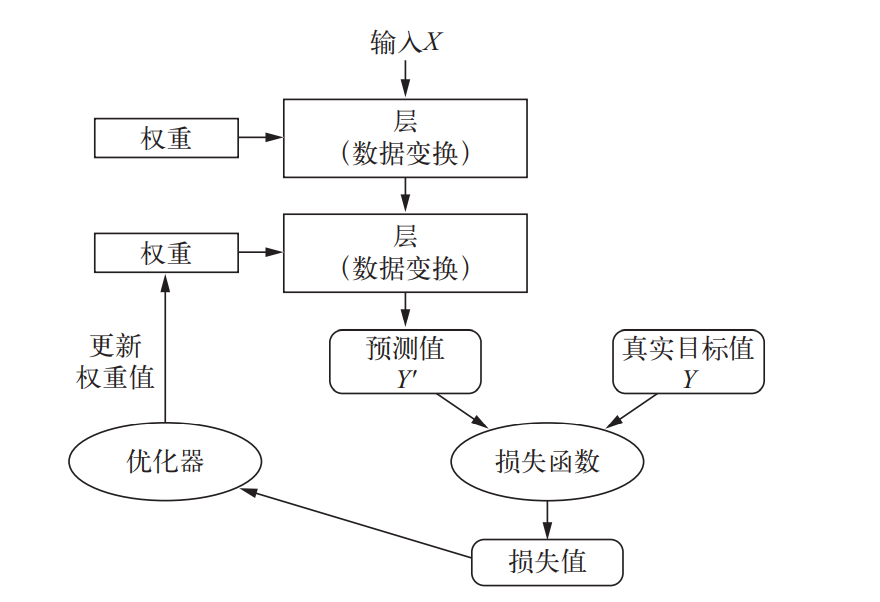 输入X
权重
层
（数据变换）
权重
层
（数据变换）
更新
权重值
预测值
Y′
真实目标值
Y
优化器
损失函数
损失值